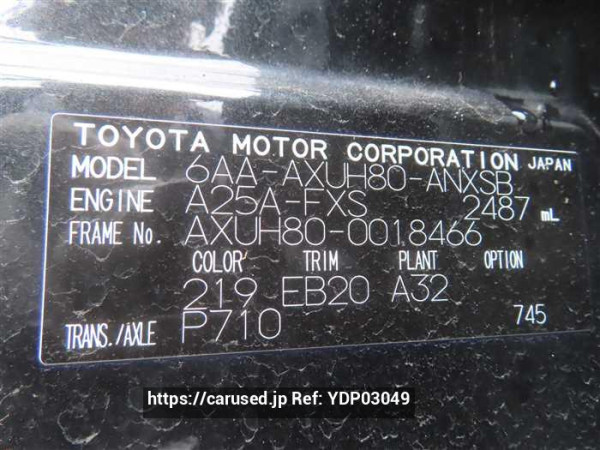 TOYOTA MOTOR CORPORATION JAPAN
MODEL 6AA-AXUH80-ANXSB
ENGINE A25A-FXS 2487 mL
FRAME No. AXUH80-0018466
COLOR TRIM PLANT OPTION
219 EB20 A32
TRANS./AXLE P710 745
https://carused.jp Ref: YDP03049